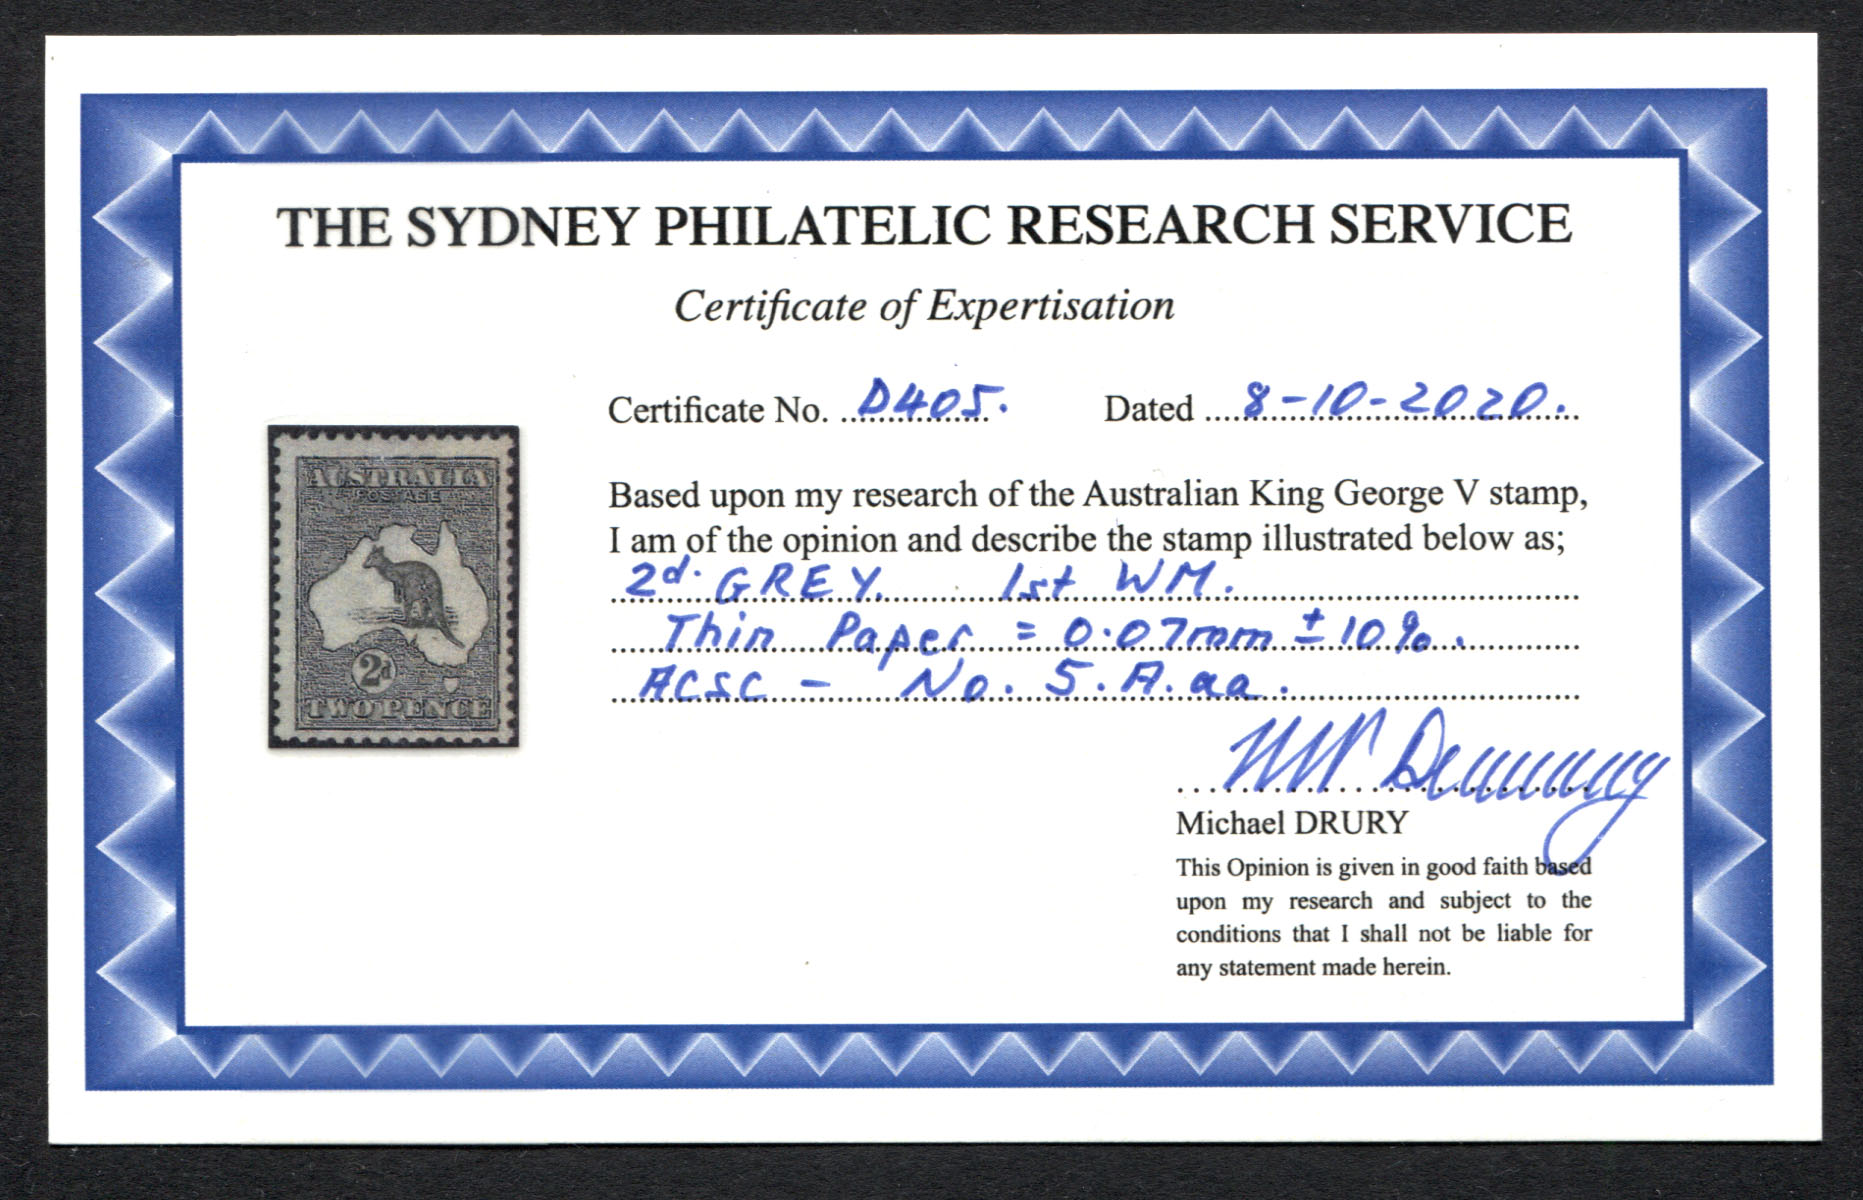 THE SYDNEY PHILATELIC RESEARCH SERVICE
Certificate of Expertisation
Certificate No. D405. Dated 8-10-2020.
AUSTRALIA
POSTAGE
2d
TWO PENCE
Based upon my research of the Australian King George V stamp,
I am of the opinion and describe the stamp illustrated below as;
2d. GREY. 1st WM.
Thin Paper = 0.07mm ± 10%.
ACSC - No. 5.A.aa.
Michael DRURY
This Opinion is given in good faith based
upon my research and subject to the
conditions that I shall not be liable for
any statement made herein.